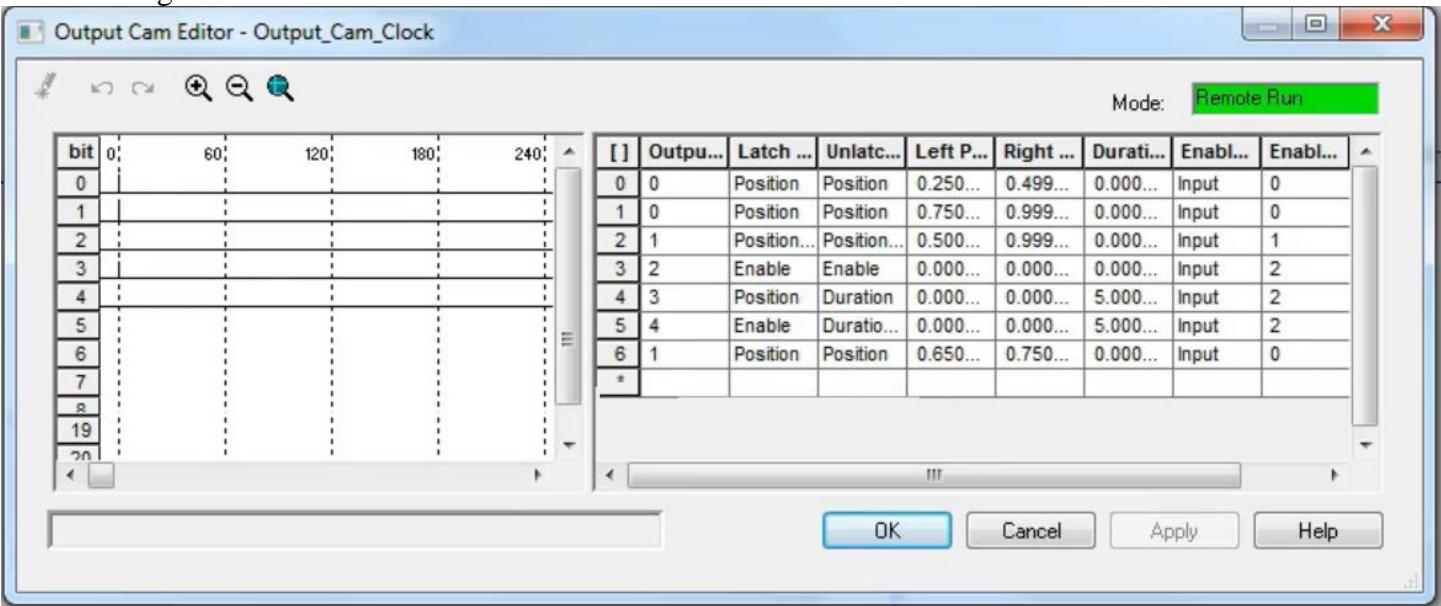 Output Cam Editor - Output_Cam_Clock
Mode: Remote Run
bit 0 60 120 180 240
0
1
2
3
4
5
6
7
8
19
20
[ ] Outpu... Latch ... Unlatc... Left P... Right ... Durati... Enabl... Enabl...
0 0 Position Position 0.250... 0.499... 0.000... Input 0
1 0 Position Position 0.750... 0.999... 0.000... Input 0
2 1 Position... Position... 0.500... 0.999... 0.000... Input 1
3 2 Enable Enable 0.000... 0.000... 0.000... Input 2
4 3 Position Duration 0.000... 0.000... 5.000... Input 2
5 4 Enable Duratio... 0.000... 0.000... 5.000... Input 2
6 1 Position Position 0.650... 0.750... 0.000... Input 0
*
OK Cancel Apply Help